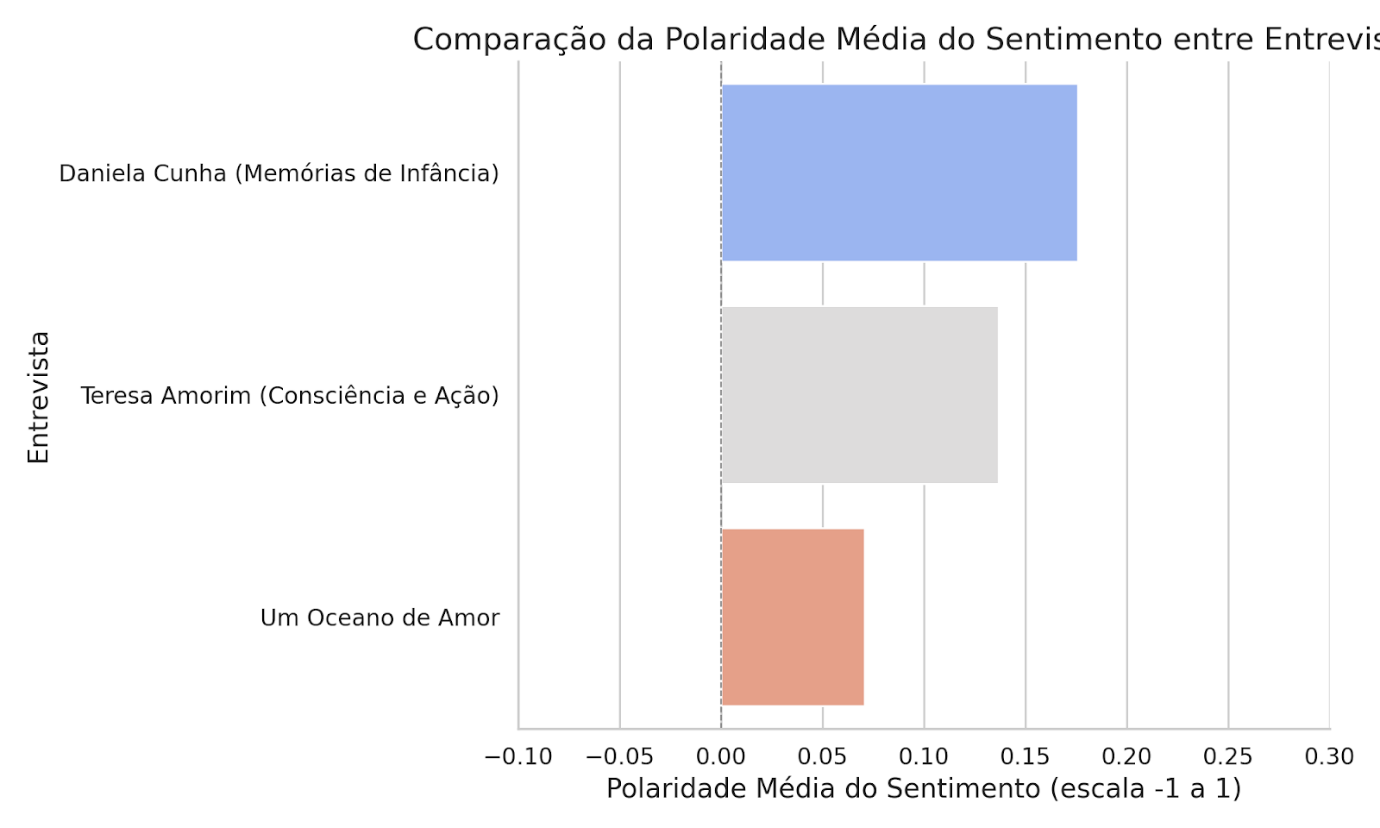 Comparação da Polaridade Média do Sentimento entre
Daniela Cunha (Memórias de Infância)
Teresa Amorim (Consciência e Ação)
Um Oceano de Amor
Entrevista
−0.10 −0.05 0.00 0.05 0.10 0.15 0.20 0.25 0.30
Polaridade Média do Sentimento (escala -1 a 1)